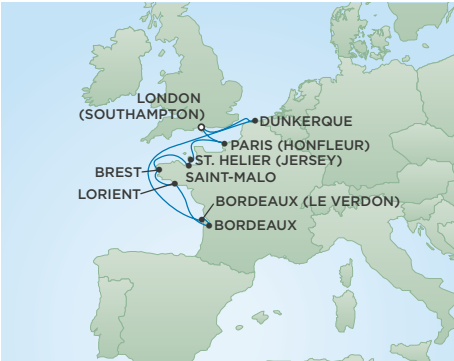 LONDON
(SOUTHAMPTON)
DUNKERQUE
PARIS (HONFLEUR)
ST. HELIER (JERSEY)
BREST
SAINT-MALO
LORIENT
BORDEAUX (LE VERDON)
BORDEAUX